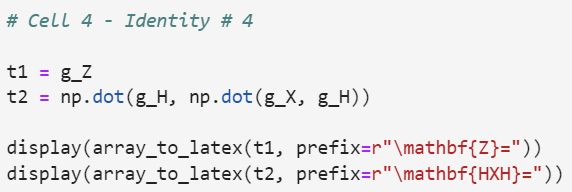 # Cell 4 - Identity # 4
t1 = g_Z
t2 = np.dot(g_H, np.dot(g_X, g_H))
display(array_to_latex(t1, prefix=r"\mathbf{Z}="))
display(array_to_latex(t2, prefix=r"\mathbf{HXH}="))